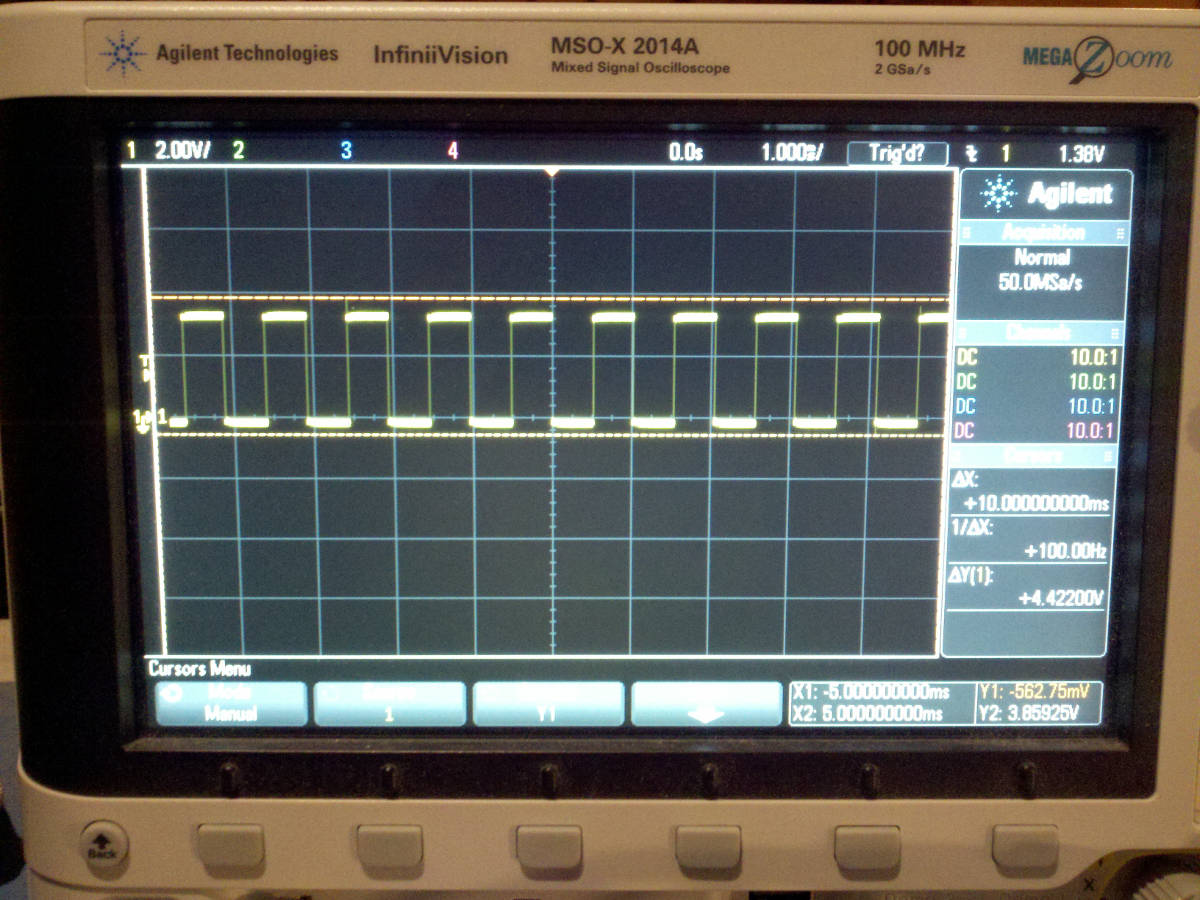 Agilent Technologies InfiniiVision MSO-X 2014A 100 MHz MEGA Zoom
Mixed Signal Oscilloscope 2 GSa/s
1 2.00V/ 2 3 4 0.0s 1.000ms/ Trig'd? 1 1.38V
Agilent
Acquisition
Normal
50.0MSa/s
Channels
DC 10.0:1
DC 10.0:1
DC 10.0:1
DC 10.0:1
Cursors
ΔX:
+10.000000000ms
1/ΔX:
+100.00Hz
ΔY(1):
+4.42200V
T
1
Cursors Menu
Mode
Manual
1
Y1
X1: -5.000000000ms Y1: -562.75mV
X2: 5.000000000ms Y2: 3.85925V
Back
X